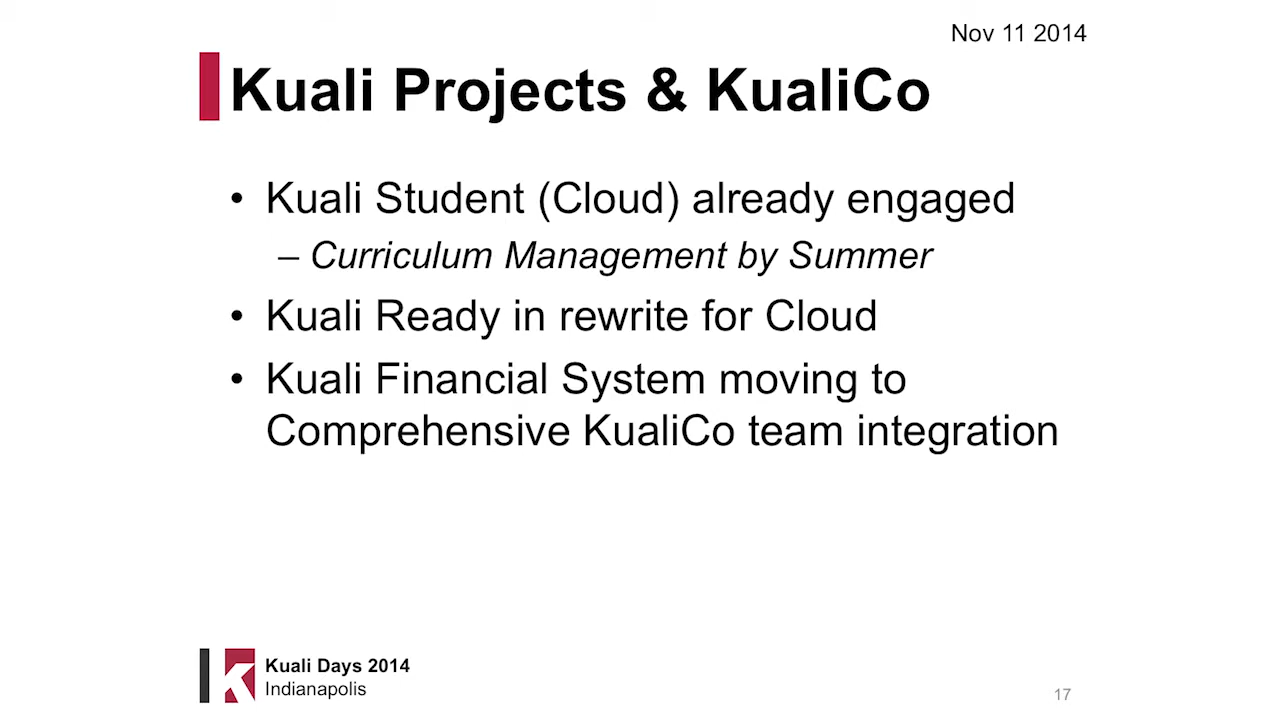 Nov 11 2014
Kuali Projects & KualiCo
• Kuali Student (Cloud) already engaged
– Curriculum Management by Summer
• Kuali Ready in rewrite for Cloud
• Kuali Financial System moving to
Comprehensive KualiCo team integration
Kuali Days 2014
Indianapolis
17